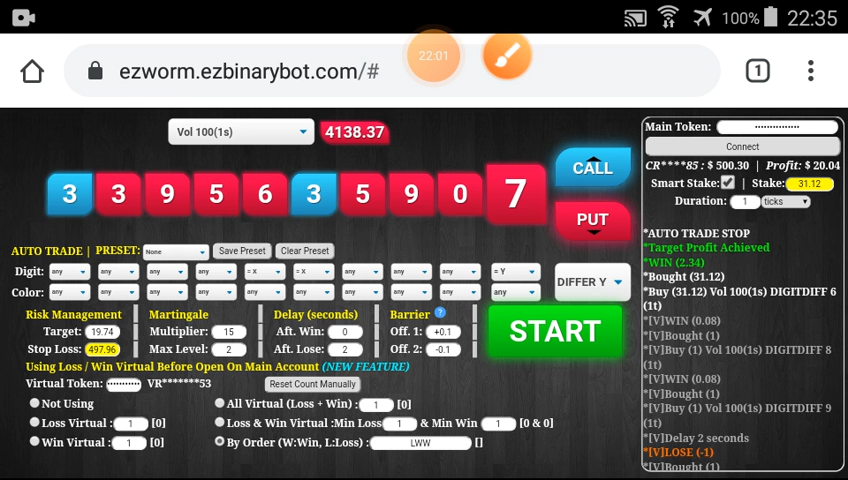 100% 22:35
ezworm.ezbinarybot.com/#
22:01
1
Vol 100(1s) 4138.37
3 3 9 5 6 3 5 9 0 7
CALL
PUT
AUTO TRADE | PRESET: None Save Preset Clear Preset
Digit: any any any any = X = X any any any = Y
Color: any any any any any any any any any any
DIFFER Y
Risk Management Martingale Delay (seconds) Barrier ?
Target: 19.74 Multiplier: 15 Aft. Win: 0 Off. 1: +0.1
Stop Loss: 497.96 Max Level: 2 Aft. Lose: 2 Off. 2: -0.1
START
Using Loss / Win Virtual Before Open On Main Account (NEW FEATURE)
Virtual Token: ••••••••••• VR*******53 Reset Count Manually
Not Using All Virtual (Loss + Win) : 1 [0]
Loss Virtual : 1 [0] Loss & Win Virtual :Min Loss 1 & Min Win 1 [0 & 0]
Win Virtual : 1 [0] By Order (W:Win, L:Loss) : LWW []
Main Token: •••••••••••••••
Connect
CR****85 : $ 500.30 | Profit: $ 20.04
Smart Stake: | Stake: 31.12
Duration: 1 ticks
*AUTO TRADE STOP
*Target Profit Achieved
*WIN (2.34)
*Bought (31.12)
*Buy (31.12) Vol 100(1s) DIGITDIFF 6
(1t)
*[V]WIN (0.08)
*[V]Bought (1)
*[V]Buy (1) Vol 100(1s) DIGITDIFF 8
(1t)
*[V]WIN (0.08)
*[V]Bought (1)
*[V]Buy (1) Vol 100(1s) DIGITDIFF 9
(1t)
*[V]Delay 2 seconds
*[V]LOSE (-1)
*[V]Bought (1)